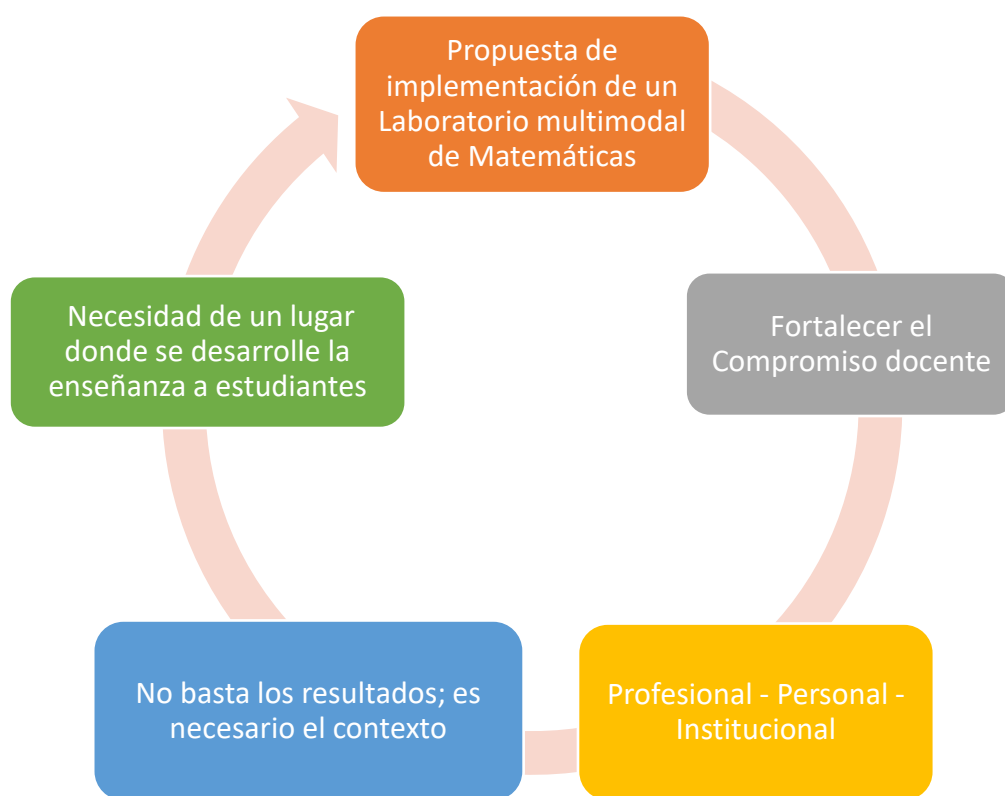 Propuesta de
implementación de un
Laboratorio multimodal
de Matemáticas
Fortalecer el
Compromiso docente
Profesional - Personal -
Institucional
No basta los resultados; es
necesario el contexto
Necesidad de un lugar
donde se desarrolle la
enseñanza a estudiantes